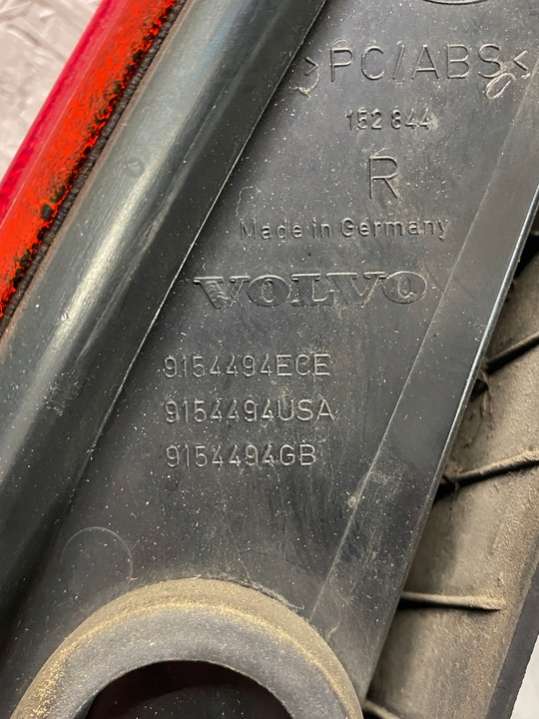 >PC/ABS<
152 844
R
Made in Germany
VOLVO
9154494ECE
9154494USA
9154494GB